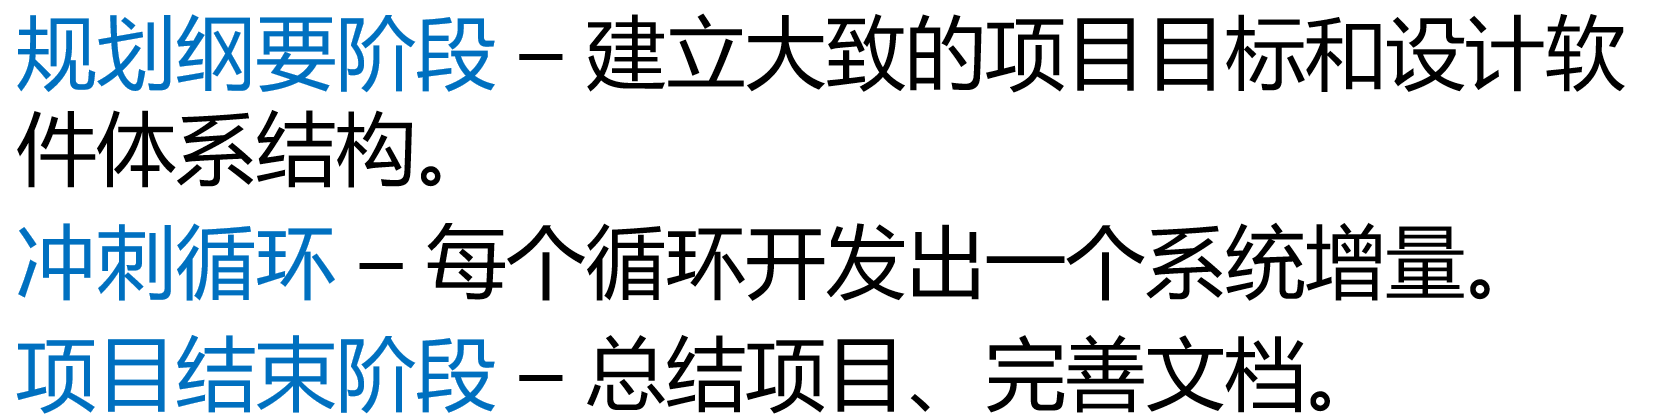 规划纲要阶段 – 建立大致的项目目标和设计软
件体系结构。
冲刺循环 – 每个循环开发出一个系统增量。
项目结束阶段 – 总结项目、完善文档。